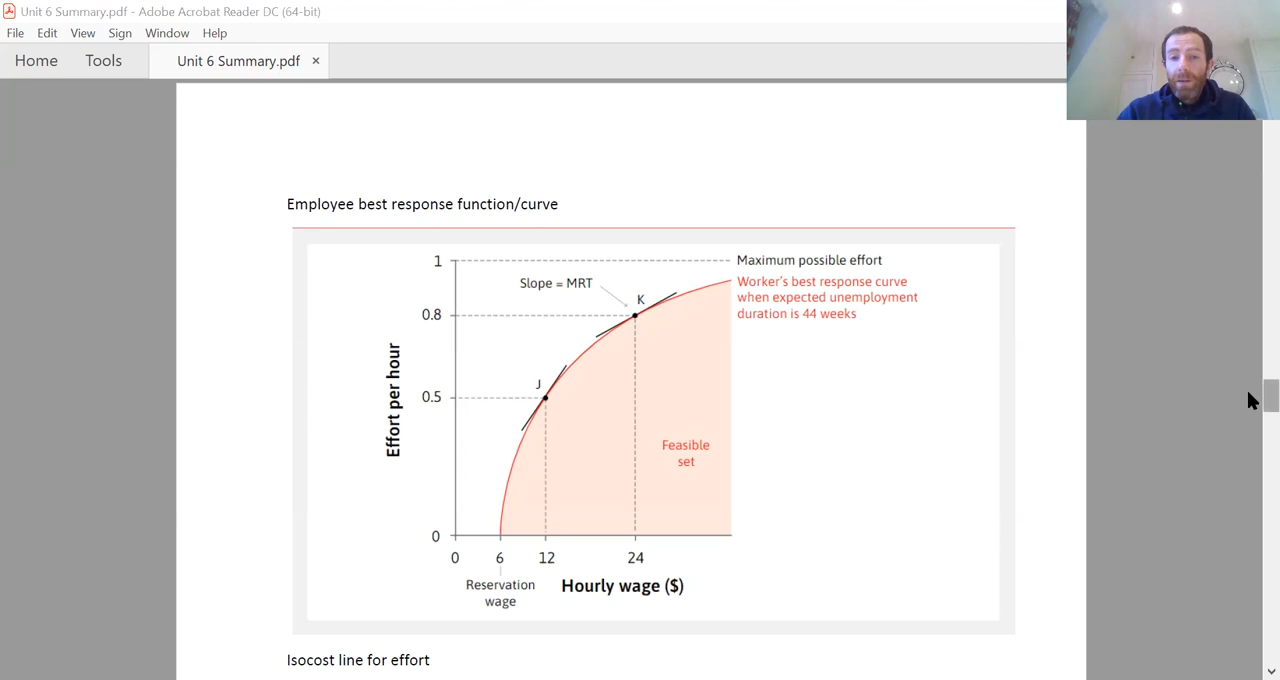 Unit 6 Summary.pdf - Adobe Acrobat Reader DC (64-bit)
File Edit View Sign Window Help
Home Tools Unit 6 Summary.pdf ×
Employee best response function/curve
1
Maximum possible effort
Slope = MRT
K
Worker's best response curve
when expected unemployment
duration is 44 weeks
0.8
J
0.5
Effort per hour
Feasible
set
0
0 6 12 24
Reservation
wage
Hourly wage ($)
Isocost line for effort